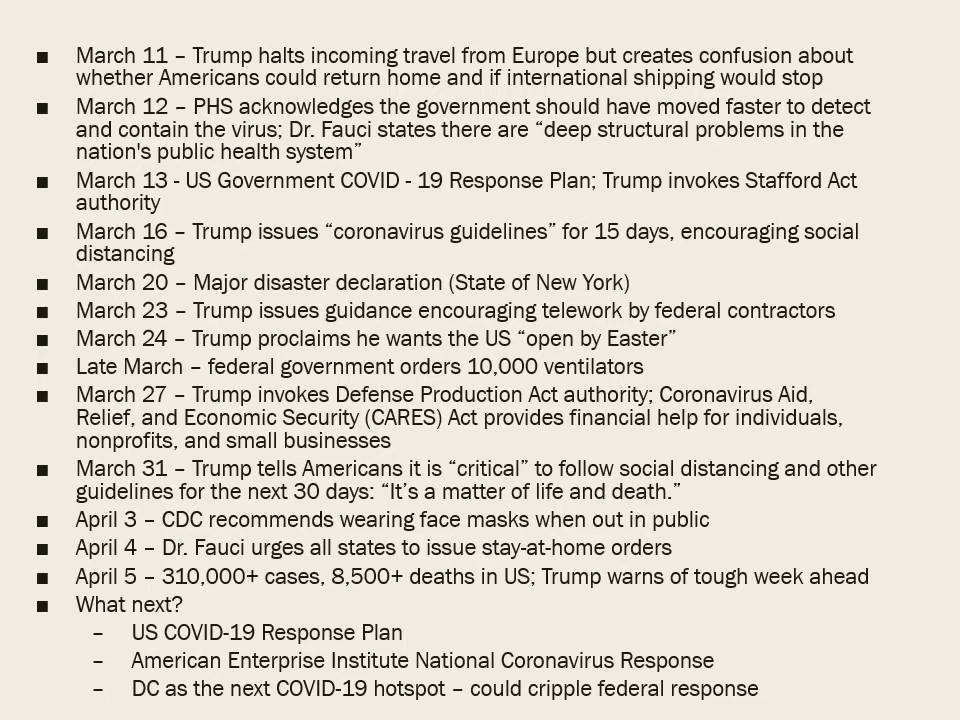 ■ March 11 – Trump halts incoming travel from Europe but creates confusion about
whether Americans could return home and if international shipping would stop
■ March 12 – PHS acknowledges the government should have moved faster to detect
and contain the virus; Dr. Fauci states there are “deep structural problems in the
nation's public health system”
■ March 13 - US Government COVID - 19 Response Plan; Trump invokes Stafford Act
authority
■ March 16 – Trump issues “coronavirus guidelines” for 15 days, encouraging social
distancing
■ March 20 – Major disaster declaration (State of New York)
■ March 23 – Trump issues guidance encouraging telework by federal contractors
■ March 24 – Trump proclaims he wants the US “open by Easter”
■ Late March – federal government orders 10,000 ventilators
■ March 27 – Trump invokes Defense Production Act authority; Coronavirus Aid,
Relief, and Economic Security (CARES) Act provides financial help for individuals,
nonprofits, and small businesses
■ March 31 – Trump tells Americans it is “critical” to follow social distancing and other
guidelines for the next 30 days: “It’s a matter of life and death.”
■ April 3 – CDC recommends wearing face masks when out in public
■ April 4 – Dr. Fauci urges all states to issue stay-at-home orders
■ April 5 – 310,000+ cases, 8,500+ deaths in US; Trump warns of tough week ahead
■ What next?
– US COVID-19 Response Plan
– American Enterprise Institute National Coronavirus Response
– DC as the next COVID-19 hotspot – could cripple federal response